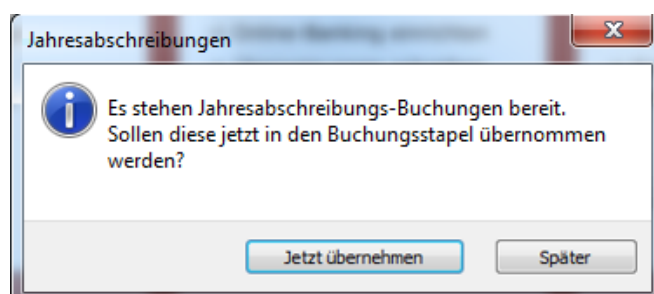 Jahresabschreibungen
Es stehen Jahresabschreibungs-Buchungen bereit.
Sollen diese jetzt in den Buchungsstapel übernommen
werden?
Jetzt übernehmen
Später